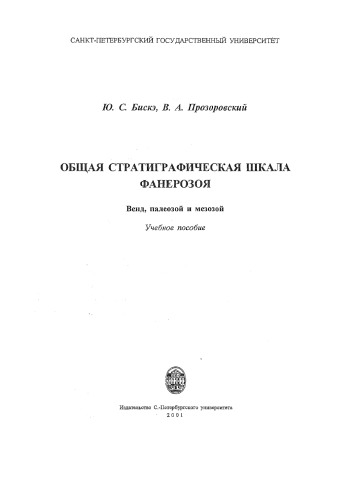 САНКТ-ПЕТЕРБУРГСКИЙ ГОСУДАРСТВЕННЫЙ УНИВЕРСИТЕТ
Ю. С. Бискэ, В. А. Прозоровский
ОБЩАЯ СТРАТИГРАФИЧЕСКАЯ ШКАЛА
ФАНЕРОЗОЯ
Венд, палеозой и мезозой
Учебное пособие
Издательство С.-Петербургского университета
2001